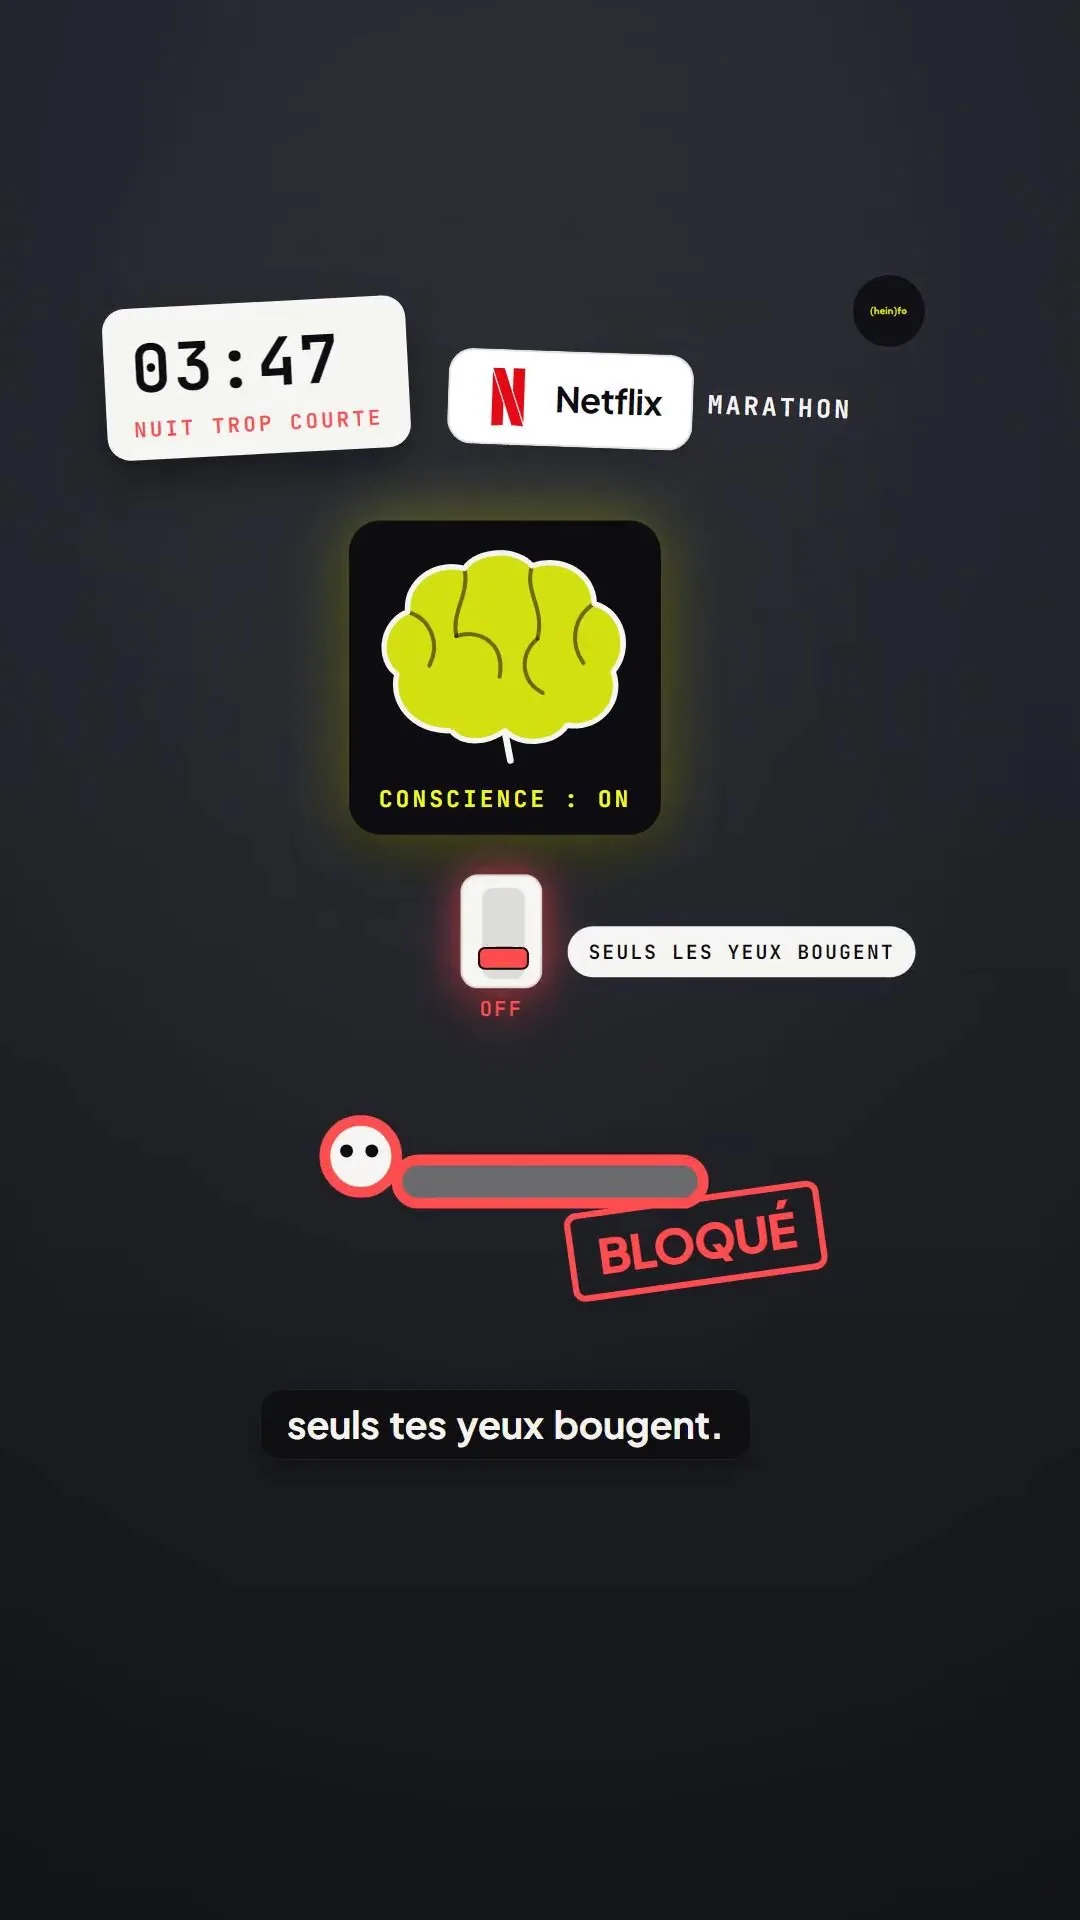 (hein)fo
03:47
NUIT TROP COURTE
Netflix
MARATHON
CONSCIENCE : ON
OFF
SEULS LES YEUX BOUGENT
BLOQUÉ
seuls tes yeux bougent.